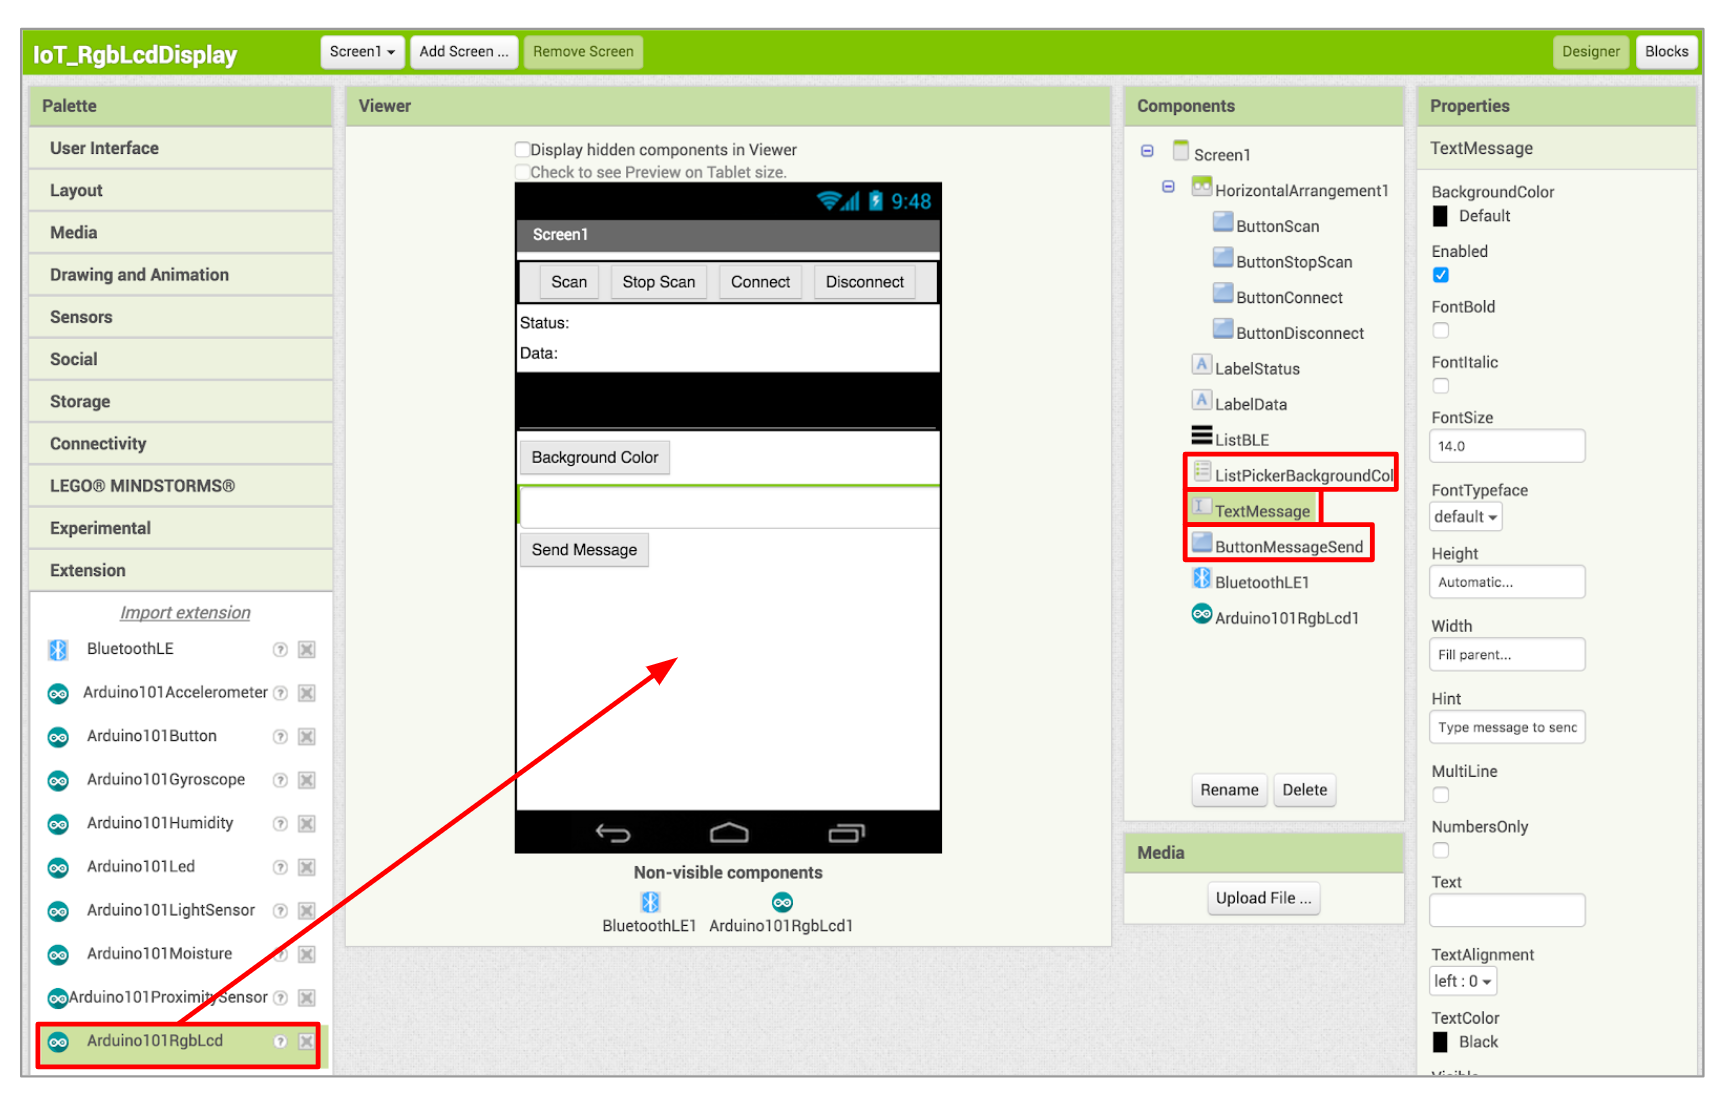 IoT_RgbLcdDisplay
Screen1
Add Screen ...
Remove Screen
Designer
Blocks
Palette
User Interface
Layout
Media
Drawing and Animation
Sensors
Social
Storage
Connectivity
LEGO® MINDSTORMS®
Experimental
Extension
Import extension
BluetoothLE
Arduino101Accelerometer
Arduino101Button
Arduino101Gyroscope
Arduino101Humidity
Arduino101Led
Arduino101LightSensor
Arduino101Moisture
Arduino101ProximitySensor
Arduino101RgbLcd
Viewer
Display hidden components in Viewer
Check to see Preview on Tablet size.
9:48
Screen1
Scan
Stop Scan
Connect
Disconnect
Status:
Data:
Background Color
Send Message
Non-visible components
BluetoothLE1
Arduino101RgbLcd1
Components
Screen1
HorizontalArrangement1
ButtonScan
ButtonStopScan
ButtonConnect
ButtonDisconnect
LabelStatus
LabelData
ListBLE
ListPickerBackgroundCol
TextMessage
ButtonMessageSend
BluetoothLE1
Arduino101RgbLcd1
Rename
Delete
Media
Upload File ...
Properties
TextMessage
BackgroundColor
Default
Enabled
FontBold
FontItalic
FontSize
14.0
FontTypeface
default
Height
Automatic...
Width
Fill parent...
Hint
Type message to senc
MultiLine
NumbersOnly
Text
TextAlignment
left : 0
TextColor
Black